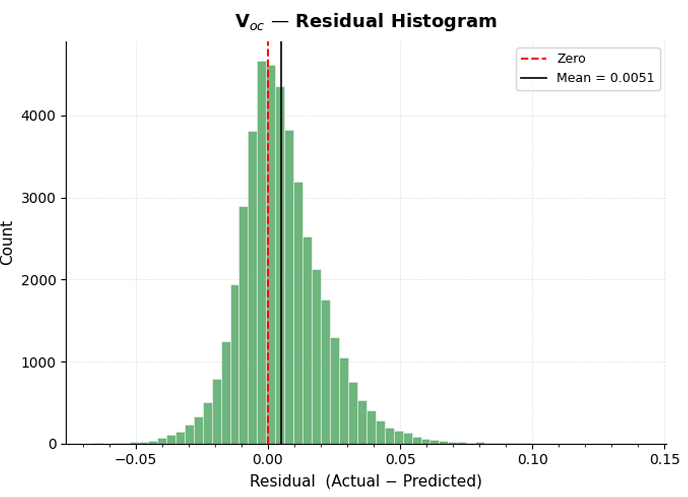 V_oc — Residual Histogram
Zero
Mean = 0.0051
Count
4000
3000
2000
1000
0
−0.05
0.00
0.05
0.10
0.15
Residual (Actual − Predicted)